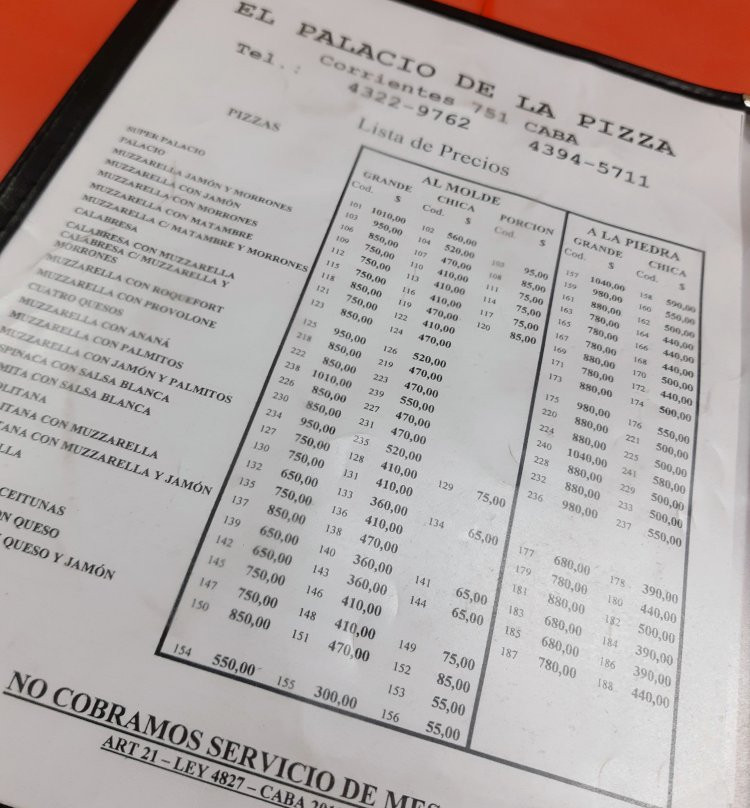 EL PALACIO DE LA PIZZA
Corrientes 751 CABA
Tel.: 4322-9762 4394-5711
Lista de Precios
PIZZAS
SUPER PALACIO
PALACIO
MUZZARELLA JAMÓN Y MORRONES
MUZZARELLA CON JAMÓN
MUZZARELLA CON MORRONES
MUZZARELLA CON MATAMBRE
MUZZARELLA C/ MATAMBRE Y MORRONES
CALABRESA
CALABRESA CON MUZZARELLA
CALABRESA C/ MUZZARELLA Y
MORRONES
MUZZARELLA CON ROQUEFORT
MUZZARELLA CON PROVOLONE
CUATRO QUESOS
MUZZARELLA CON ANANÁ
MUZZARELLA CON PALMITOS
MUZZARELLA CON JAMÓN Y PALMITOS
SPINACA CON SALSA BLANCA
MITA CON SALSA BLANCA
OLITANA
ITANA CON MUZZARELLA
TANA CON MUZZARELLA Y JAMÓN
LLA
CEITUNAS
N QUESO
QUESO Y JAMÓN
AL MOLDE A LA PIEDRA
GRANDE CHICA PORCION GRANDE CHICA
Cod. $ Cod. $ Cod. $ Cod. $ Cod. $
101 1010,00 102 560,00 157 1040,00 158 590,00
103 950,00 104 520,00 159 980,00 160 550,00
106 850,00 107 470,00 105 95,00 161 880,00 162 500,00
109 750,00 110 410,00 108 85,00 163 780,00 164 440,00
112 750,00 113 410,00 111 75,00 165 780,00 166 440,00
115 750,00 116 410,00 114 75,00 167 780,00 168 440,00
118 850,00 119 470,00 117 75,00 169 880,00 170 500,00
121 750,00 122 410,00 120 85,00 171 780,00 172 440,00
123 850,00 124 470,00 173 880,00 174 500,00
125 950,00 126 520,00 175 980,00 176 550,00
218 850,00 219 470,00 220 880,00 221 500,00
222 850,00 223 470,00 224 880,00 225 500,00
238 1010,00 239 550,00 240 1040,00 241 580,00
226 850,00 227 470,00 228 880,00 229 500,00
230 850,00 231 470,00 232 880,00 233 500,00
234 950,00 235 520,00 236 980,00 237 550,00
127 750,00 128 410,00 129 75,00
130 750,00 131 410,00
132 650,00 133 360,00 134 65,00 177 680,00 178 390,00
135 750,00 136 410,00 179 780,00 180 440,00
137 850,00 138 470,00 181 880,00 182 500,00
139 650,00 140 360,00 141 65,00 183 680,00 184 390,00
142 650,00 143 360,00 144 65,00 185 680,00 186 390,00
145 750,00 146 410,00 187 780,00 188 440,00
147 750,00 148 410,00 149 75,00
150 850,00 151 470,00 152 85,00
153 55,00
154 550,00 155 300,00 156 55,00
NO COBRAMOS SERVICIO DE MES
ART 21 – LEY 4827 – CABA 201